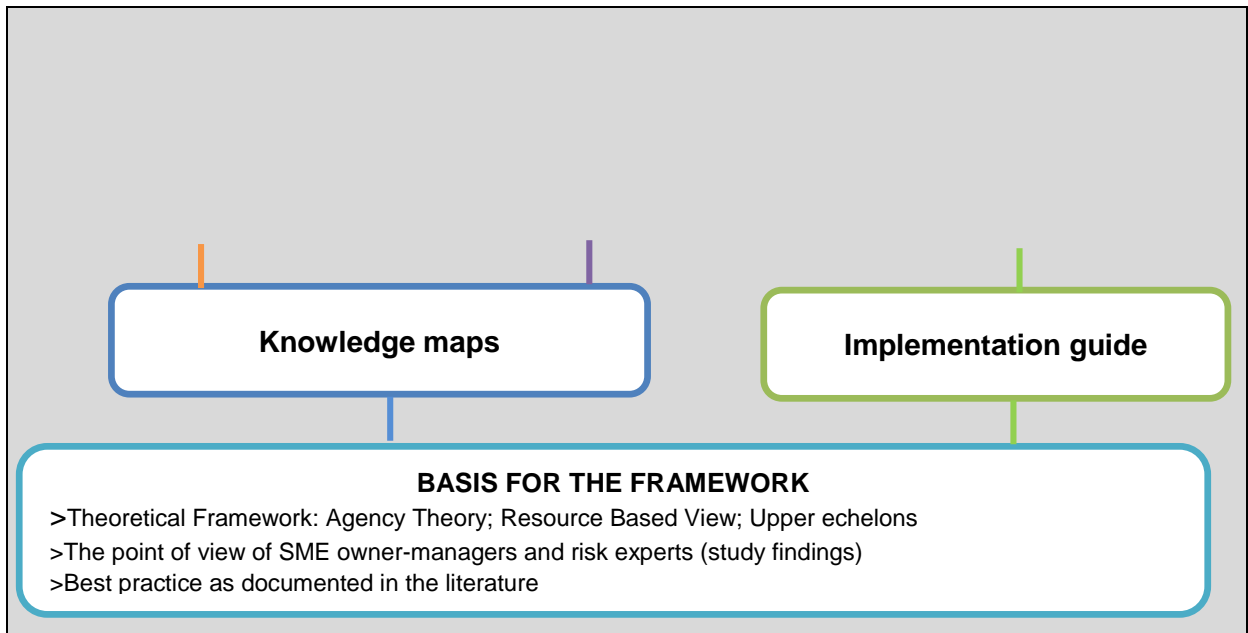 Knowledge maps
Implementation guide
BASIS FOR THE FRAMEWORK
>Theoretical Framework: Agency Theory; Resource Based View; Upper echelons
>The point of view of SME owner-managers and risk experts (study findings)
>Best practice as documented in the literature